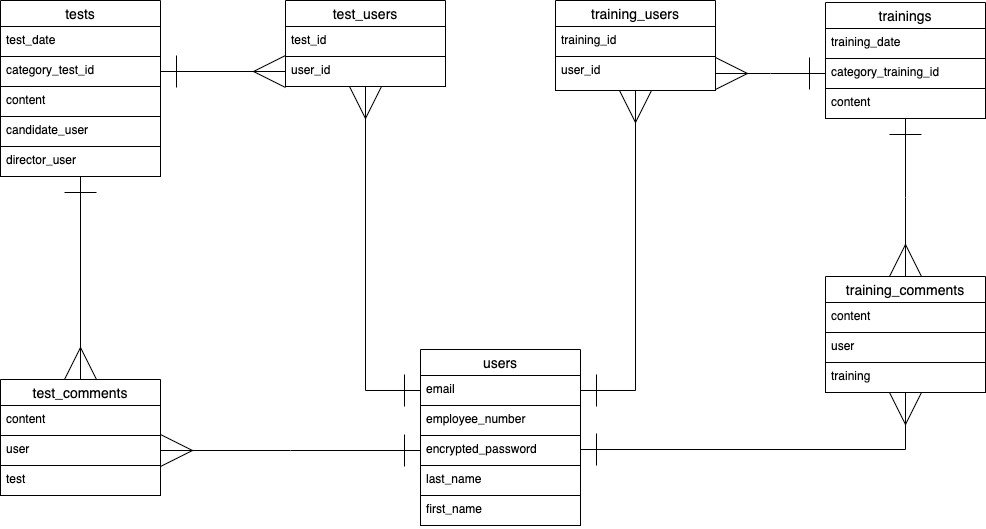 tests
test_date
category_test_id
content
candidate_user
director_user
test_users
test_id
user_id
training_users
training_id
user_id
trainings
training_date
category_training_id
content
training_comments
content
user
training
users
email
employee_number
encrypted_password
last_name
first_name
test_comments
content
user
test